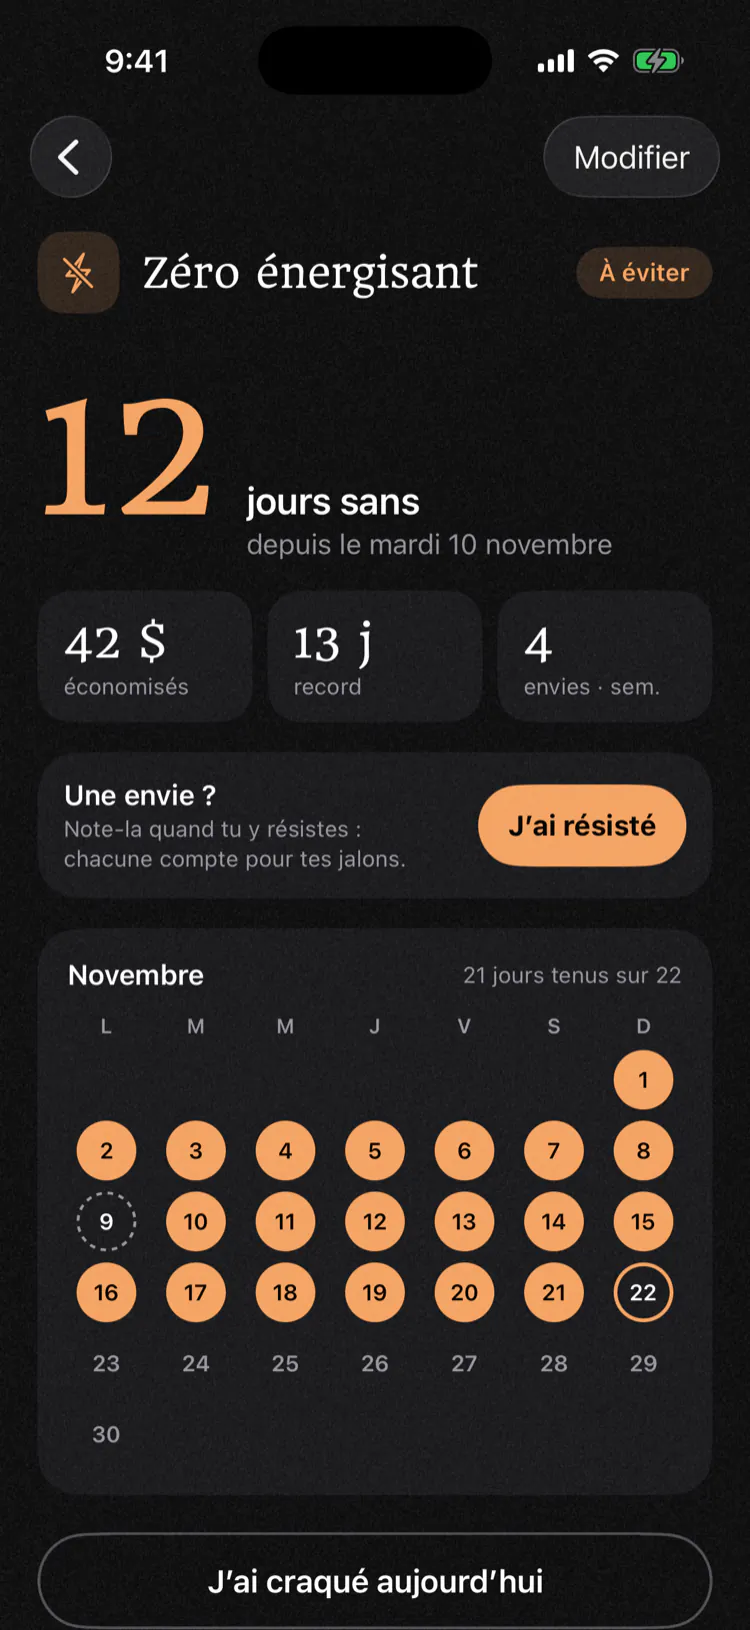 9:41
Modifier
Zéro énergisant
À éviter
12
jours sans
depuis le mardi 10 novembre
42 $
économisés
13 j
record
4
envies · sem.
Une envie ?
Note-la quand tu y résistes :
chacune compte pour tes jalons.
J’ai résisté
Novembre
21 jours tenus sur 22
L M M J V S D
1
2 3 4 5 6 7 8
9 10 11 12 13 14 15
16 17 18 19 20 21 22
23 24 25 26 27 28 29
30
J’ai craqué aujourd’hui